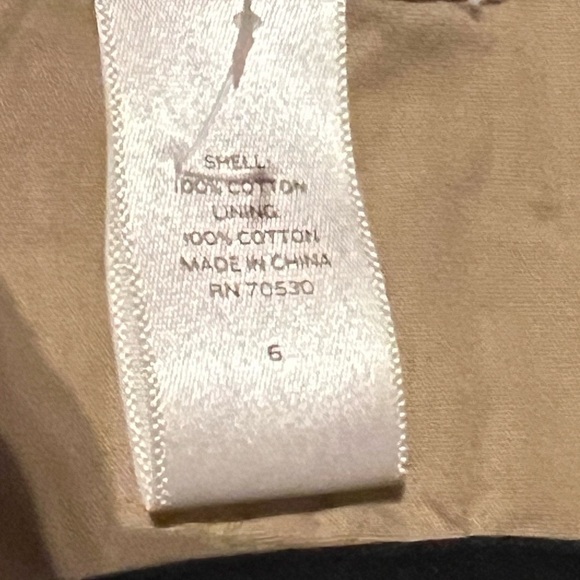 SHELL:
100% COTTON
LINING:
100% COTTON
MADE IN CHINA
RN 70530
6